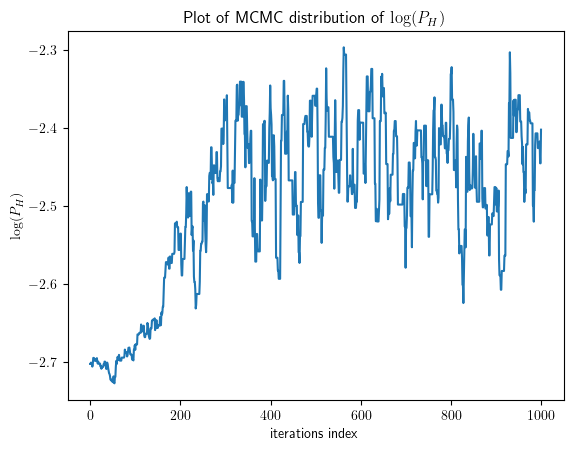 Plot of MCMC distribution of log(P_H)
log(P_H)
−2.3
−2.4
−2.5
−2.6
−2.7
0 200 400 600 800 1000
iterations index